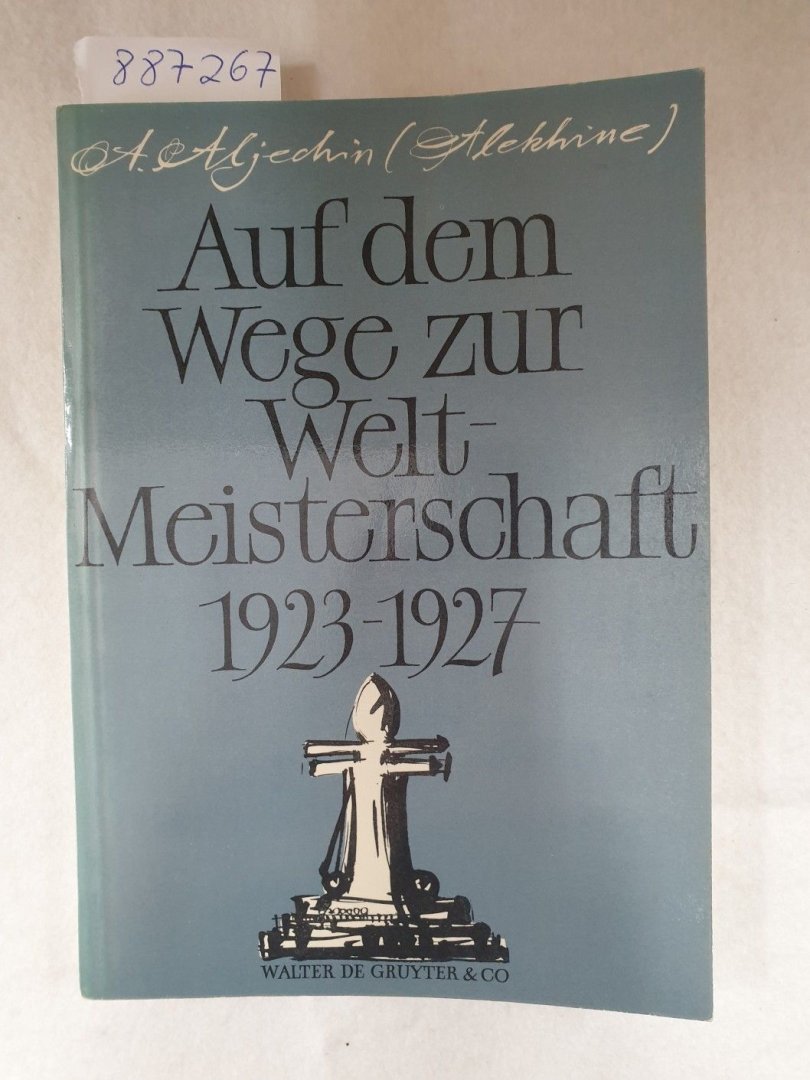 887267
A. Aljechin (Alekhine)
Auf dem
Wege zur
Welt-
Meisterschaft
1923-1927
WALTER DE GRUYTER & CO